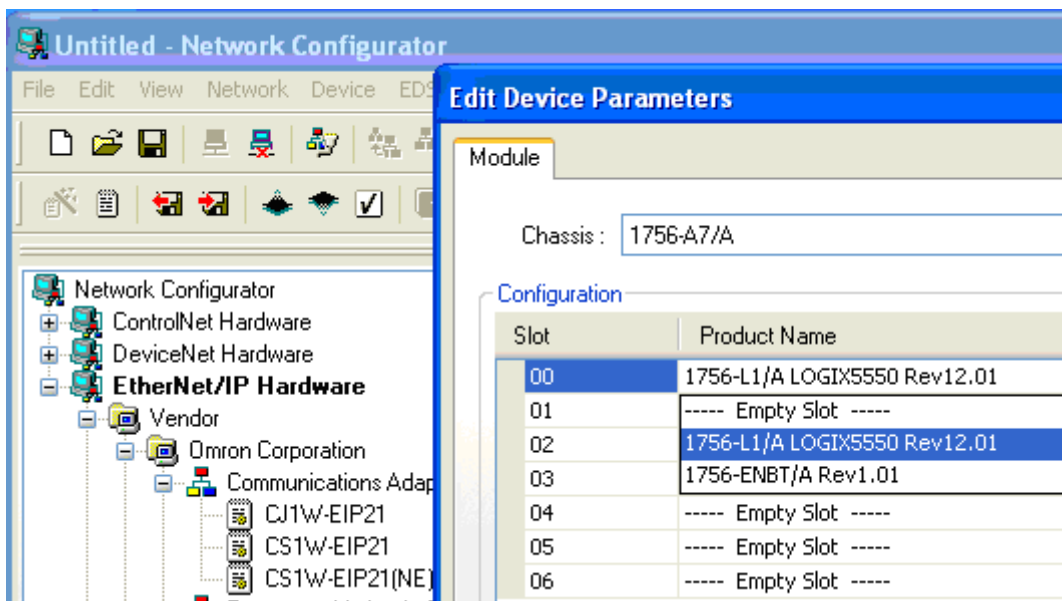 Untitled - Network Configurator
File Edit View Network Device EDS
Edit Device Parameters
Module
Chassis : 1756-A7/A
Configuration
Slot Product Name
00 1756-L1/A LOGIX5550 Rev12.01
01 ----- Empty Slot -----
02 1756-L1/A LOGIX5550 Rev12.01
03 1756-ENBT/A Rev1.01
04 ----- Empty Slot -----
05 ----- Empty Slot -----
06 ----- Empty Slot -----
Network Configurator
ControlNet Hardware
DeviceNet Hardware
EtherNet/IP Hardware
Vendor
Omron Corporation
Communications Adap
CJ1W-EIP21
CS1W-EIP21
CS1W-EIP21(NE)